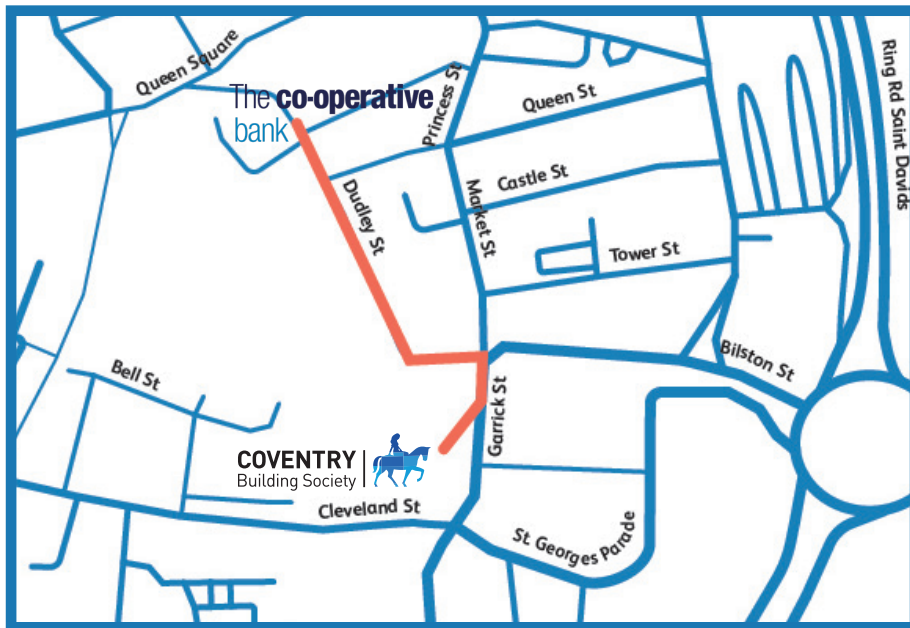 Queen Square
The co-operative
bank
Princess St
Queen St
Ring Rd Saint Davids
Dudley St
Market St
Castle St
Tower St
Bell St
Bilston St
Garrick St
COVENTRY
Building Society
Cleveland St
St Georges Parade